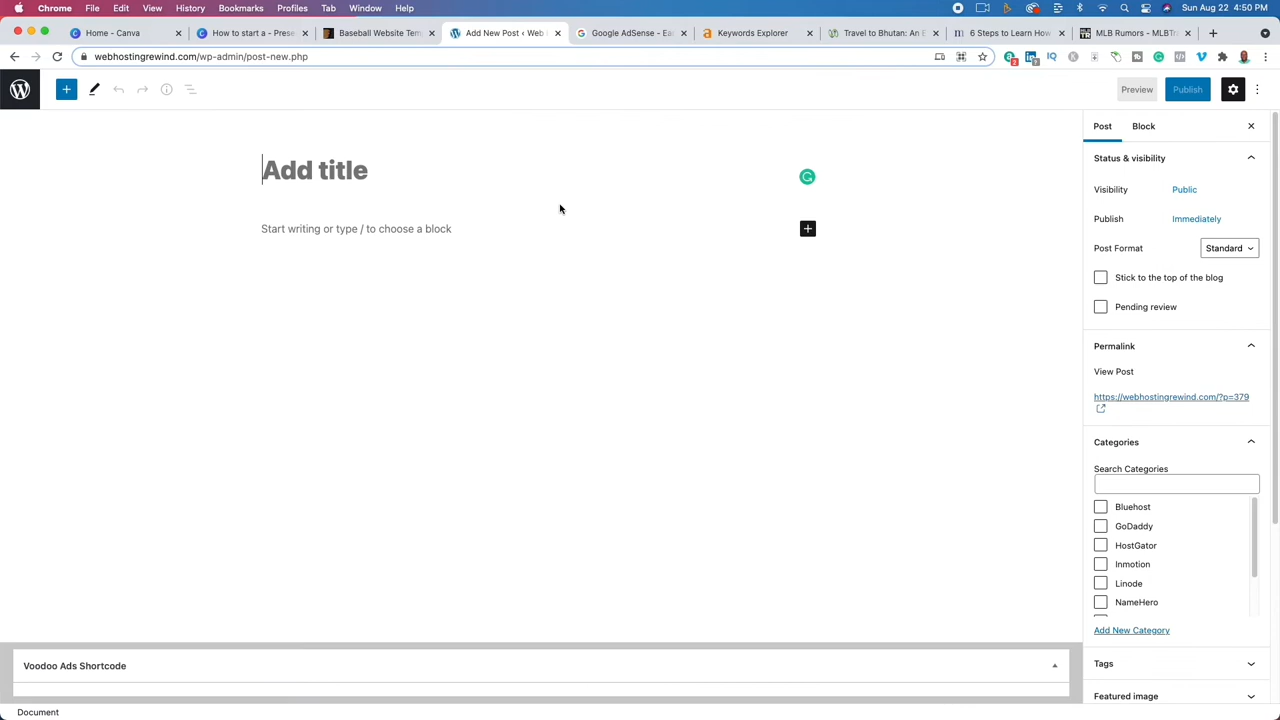 Chrome File Edit View History Bookmarks Profiles Tab Window Help Sun Aug 22 4:50 PM
Home - Canva
How to start a - Prese
Baseball Website Tem
Add New Post ‹ Web
Google AdSense - Ea
Keywords Explorer
Travel to Bhutan: An E
6 Steps to Learn How
MLB Rumors - MLBTr
webhostingrewind.com/wp-admin/post-new.php
Preview
Publish
Post
Block
Add title
Start writing or type / to choose a block
Status & visibility
Visibility Public
Publish Immediately
Post Format Standard
Stick to the top of the blog
Pending review
Permalink
View Post
https://webhostingrewind.com/?p=379
Categories
Search Categories
Bluehost
GoDaddy
HostGator
Inmotion
Linode
NameHero
Add New Category
Tags
Featured image
Voodoo Ads Shortcode
Document